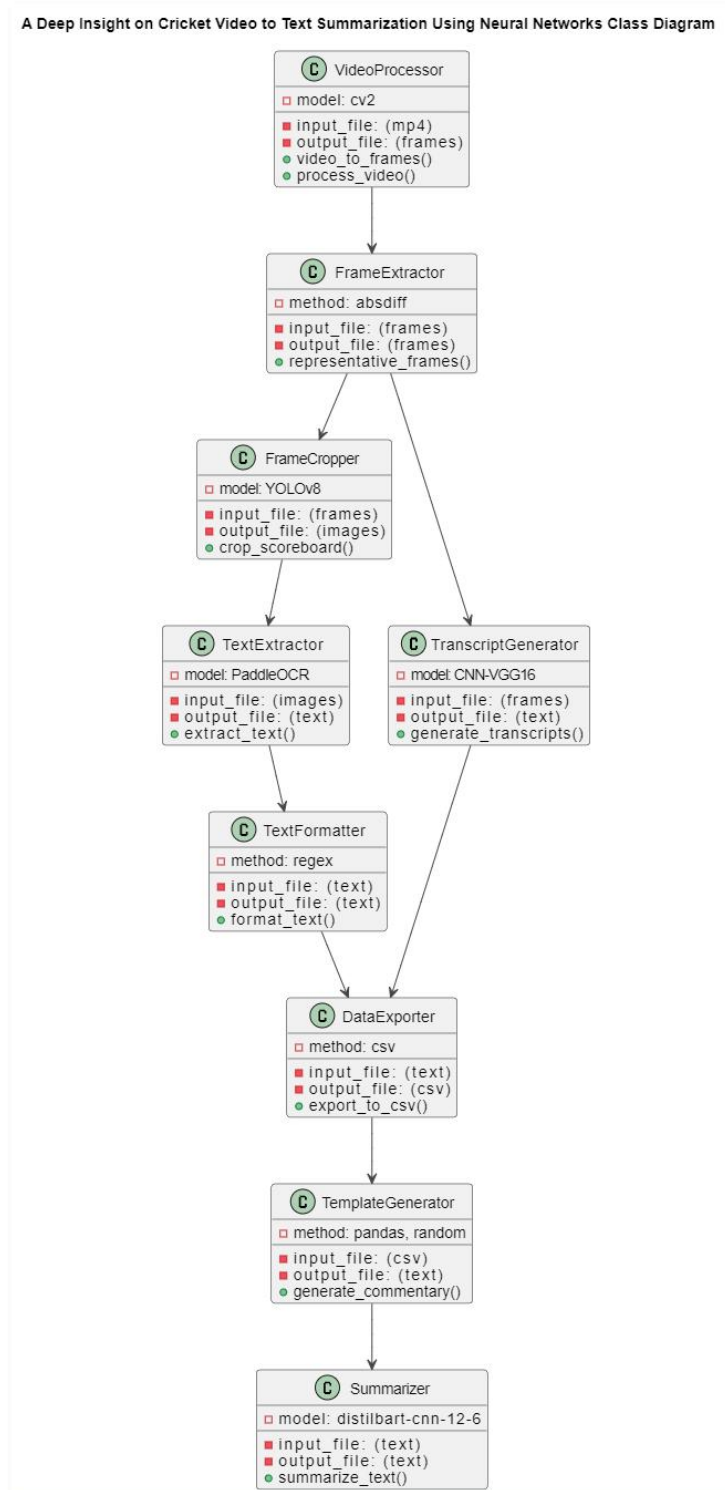 A Deep Insight on Cricket Video to Text Summarization Using Neural Networks Class Diagram
C VideoProcessor
model: cv2
input_file: (mp4)
output_file: (frames)
video_to_frames()
process_video()
C FrameExtractor
method: absdiff
input_file: (frames)
output_file: (frames)
representative_frames()
C FrameCropper
model: YOLOv8
input_file: (frames)
output_file: (images)
crop_scoreboard()
C TextExtractor
model: PaddleOCR
input_file: (images)
output_file: (text)
extract_text()
C TranscriptGenerator
model: CNN-VGG16
input_file: (frames)
output_file: (text)
generate_transcripts()
C TextFormatter
method: regex
input_file: (text)
output_file: (text)
format_text()
C DataExporter
method: csv
input_file: (text)
output_file: (csv)
export_to_csv()
C TemplateGenerator
method: pandas, random
input_file: (csv)
output_file: (text)
generate_commentary()
C Summarizer
model: distilbart-cnn-12-6
input_file: (text)
output_file: (text)
summarize_text()